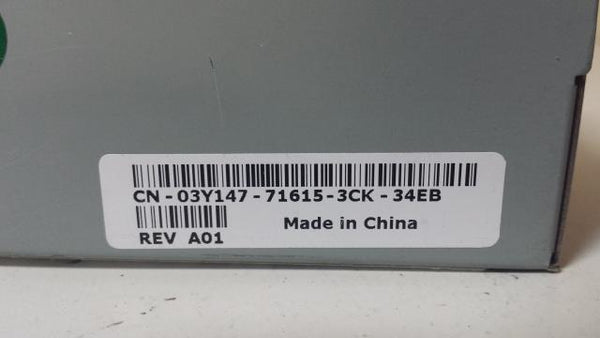 CN - 03Y147 - 71615-3CK - 34EB
REV A01
Made in China